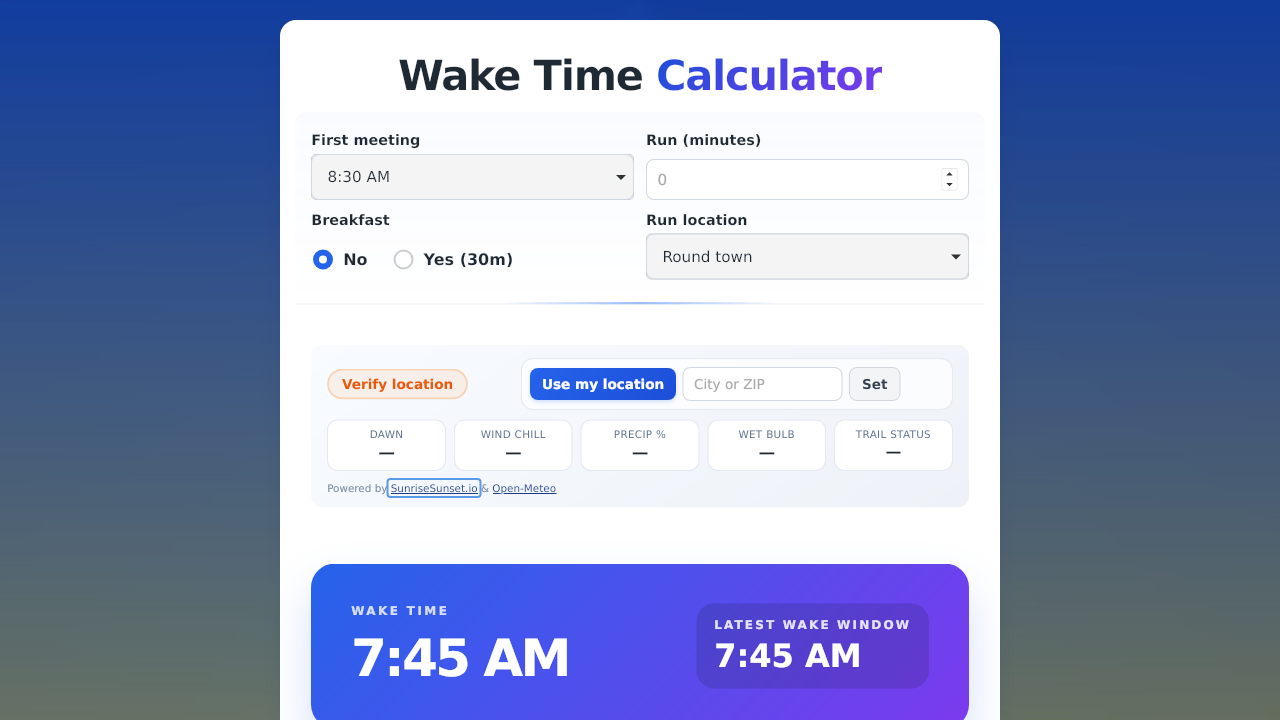 Wake Time Calculator
First meeting
8:30 AM
Run (minutes)
0
Breakfast
No
Yes (30m)
Run location
Round town
Verify location
Use my location
City or ZIP
Set
DAWN
—
WIND CHILL
—
PRECIP %
—
WET BULB
—
TRAIL STATUS
—
Powered by SunriseSunset.io & Open-Meteo
WAKE TIME
7:45 AM
LATEST WAKE WINDOW
7:45 AM